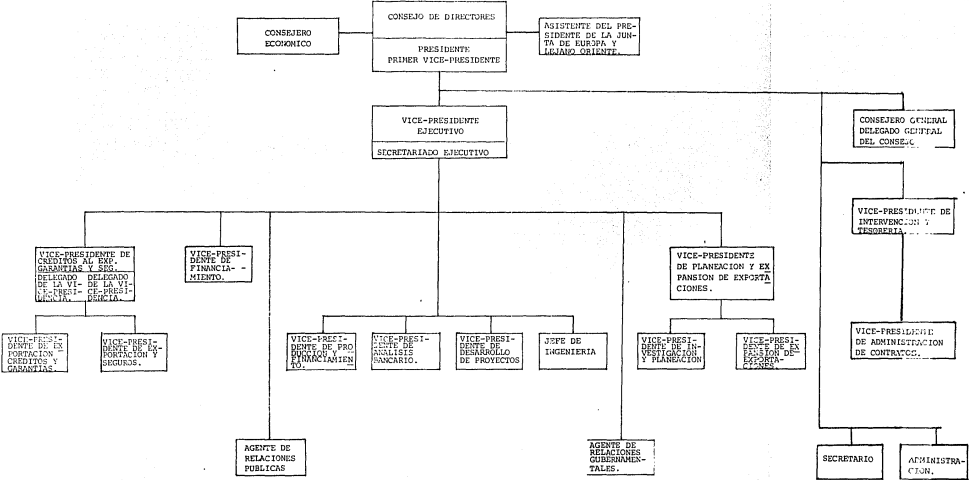 CONSEJERO
ECONOMICO
CONSEJO DE DIRECTORES
PRESIDENTE
PRIMER VICE-PRESIDENTE
ASISTENTE DEL PRE-
SIDENTE DE LA JUN-
TA DE EUROPA Y
LEJANO ORIENTE.
VICE-PRESIDENTE
EJECUTIVO
SECRETARIADO EJECUTIVO
CONSEJERO GENERAL
DELEGADO GENERAL
DEL CONSEJO
VICE-PRESIDENTE DE
INTERVENCION Y
TESORERIA.
VICE-PRESIDENTE
DE ADMINISTRACION
DE CONTRATOS.
VICE-PRESIDENTE DE
CREDITOS AL EXP.
GARANTIAS Y SEG.
DELEGADO DELEGADO
DE LA VI- DE LA VI-
CE-PRESI- CE-PRESI-
DENCIA. DENCIA.
VICE-PRESI-
DENTE DE
FINANCIA-
MIENTO.
VICE-PRESIDENTE
DE PLANEACION Y EX
PANSION DE EXPORTA
CIONES.
VICE-PRESI-
DENTE DE EX
PORTACION
CREDITOS Y
GARANTIAS.
VICE-PRESI-
DENTE DE EX-
PORTACION Y
SEGUROS.
VICE-PRESI-
DENTE DE PRO
DUCCION Y
FINANCIAMIEN
TO.
VICE-PRESI-
DENTE DE
ANALISIS
BANCARIO.
VICE-PRESI-
DENTE DE
DESARROLLO
DE PROYECTOS
JEFE DE
INGENIERIA
VICE-PRESI-
DENTE DE IN-
VESTIGACION
Y PLANEACION
VICE-PRESI-
DENTE DE EX
PANSION DE
EXPORTA-
CIONES.
AGENTE DE
RELACIONES
PUBLICAS
AGENTE DE
RELACIONES
GUBERNAMEN-
TALES.
SECRETARIO
ADMINISTRA-
CION.